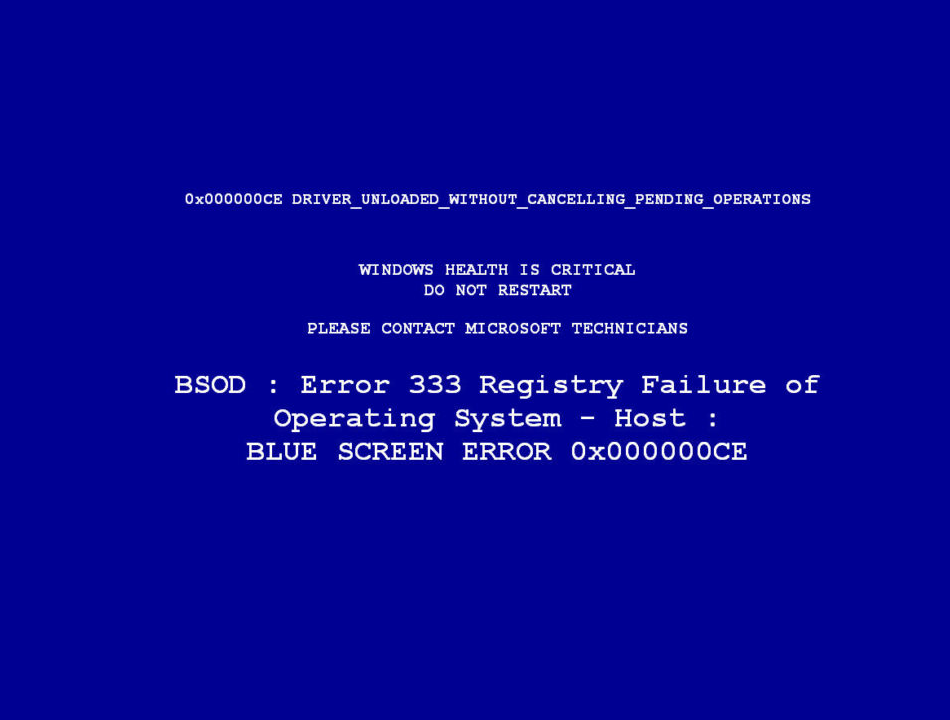 0x000000CE DRIVER_UNLOADED_WITHOUT_CANCELLING_PENDING_OPERATIONS
WINDOWS HEALTH IS CRITICAL
DO NOT RESTART
PLEASE CONTACT MICROSOFT TECHNICIANS
BSOD : Error 333 Registry Failure of
Operating System - Host :
BLUE SCREEN ERROR 0x000000CE